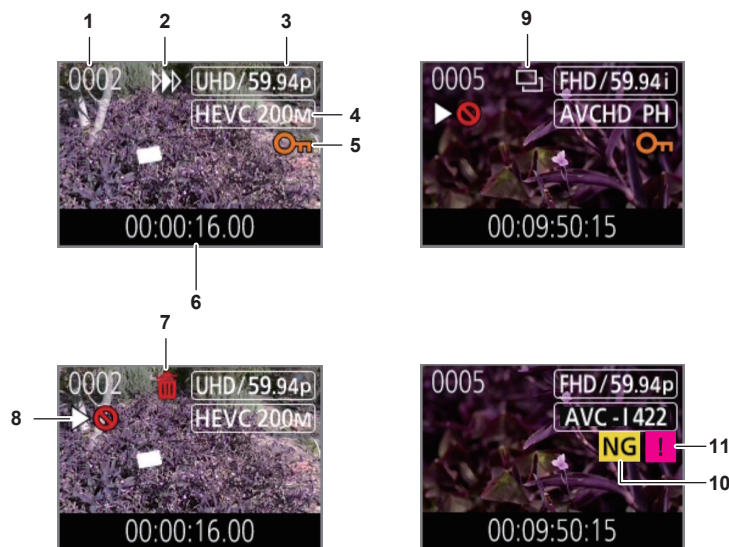 1 2 3 9
0002 UHD/59.94p
HEVC 200M 4
5
00:00:16.00
6
0005 FHD/59.94i
AVCHD PH
00:09:50:15
7
0002 UHD/59.94p
8 HEVC 200M
00:00:16.00
0005 FHD/59.94p
AVC-I422
NG ! 11
10
00:09:50:15